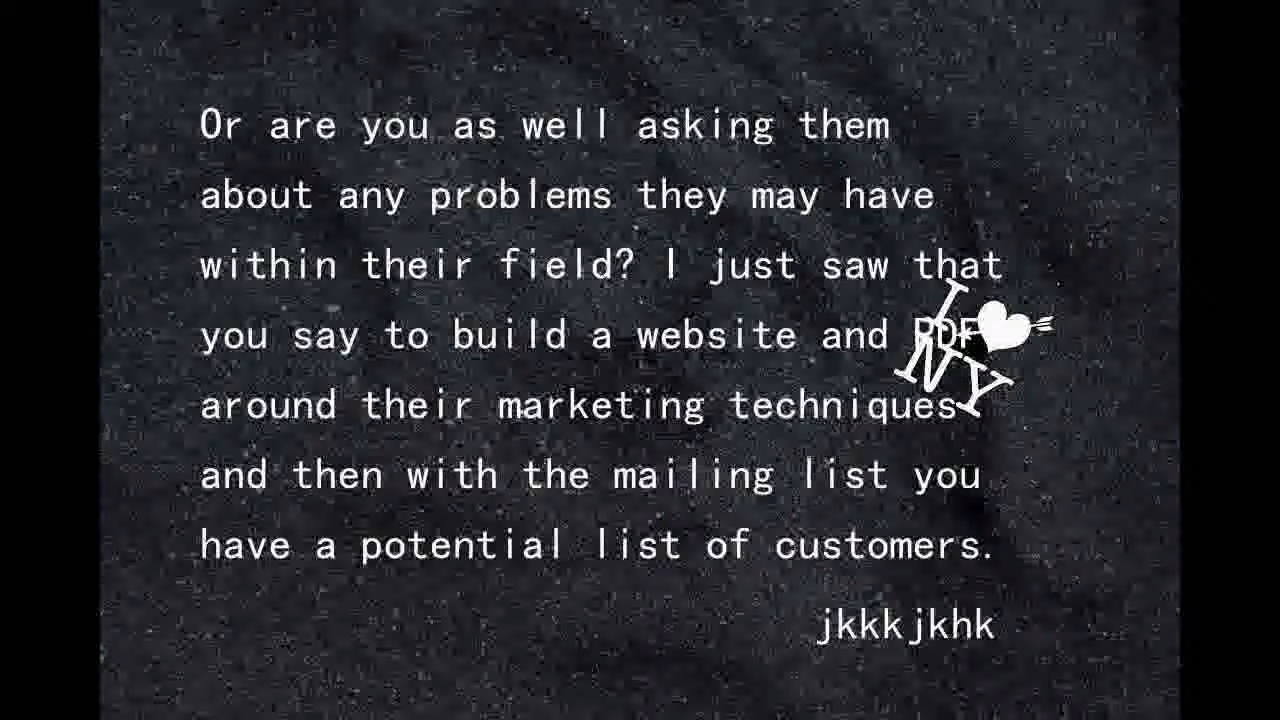 Or are you as well asking them
about any problems they may have
within their field? I just saw that
you say to build a website and PDF
around their marketing techniques
and then with the mailing list you
have a potential list of customers.
jkkkjkhk
I
NY